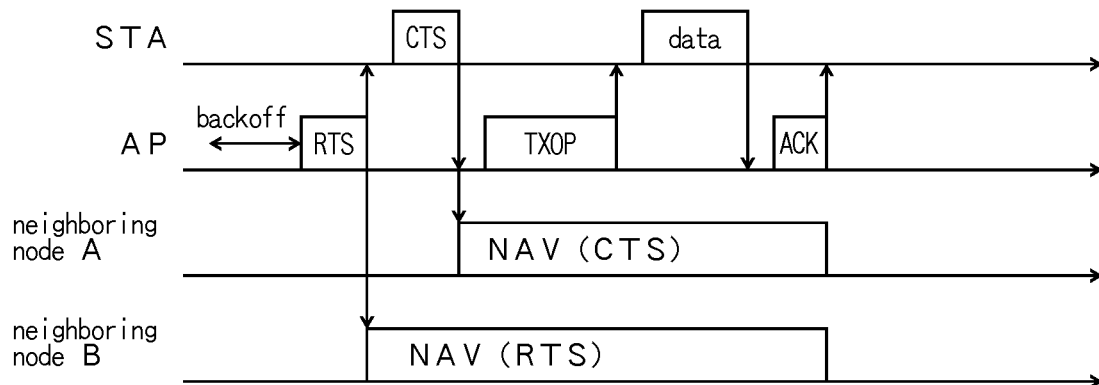 STA
CTS
data
backoff
AP
RTS
TXOP
ACK
neighboring
node A
NAV (CTS)
neighboring
node B
NAV (RTS)